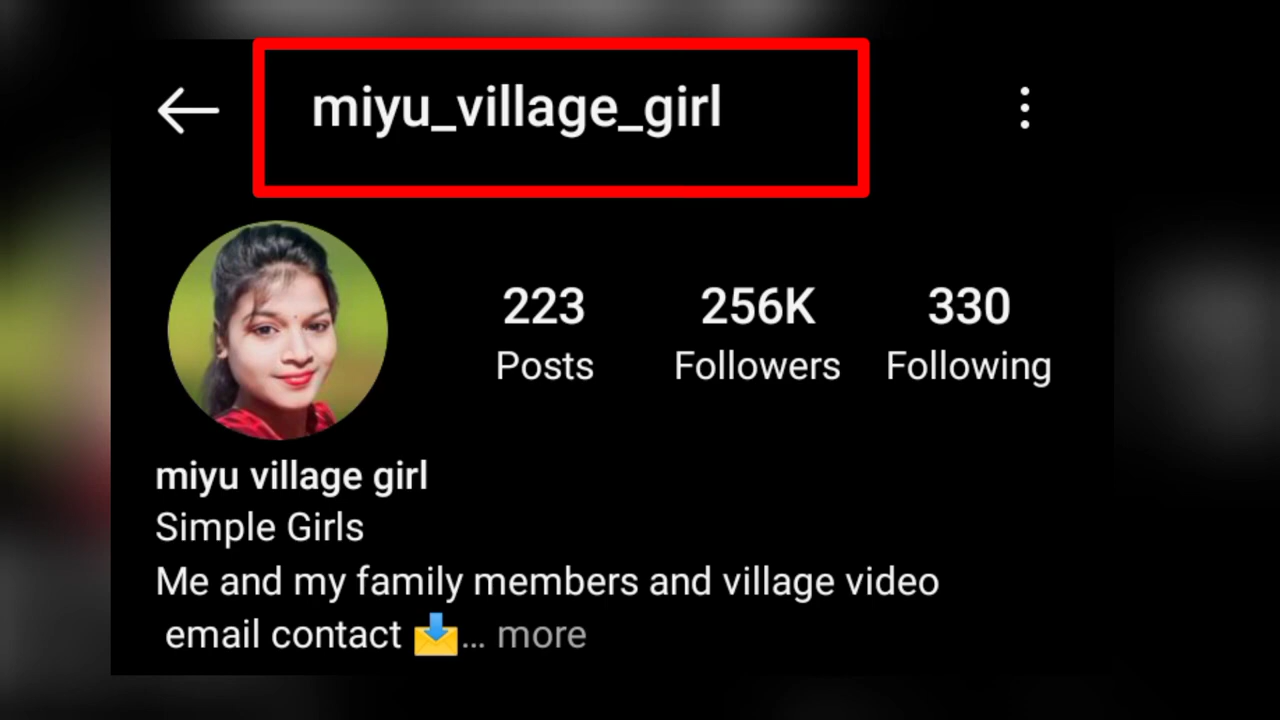 miyu_village_girl
223 256K 330
Posts Followers Following
miyu village girl
Simple Girls
Me and my family members and village video
email contact 📩... more